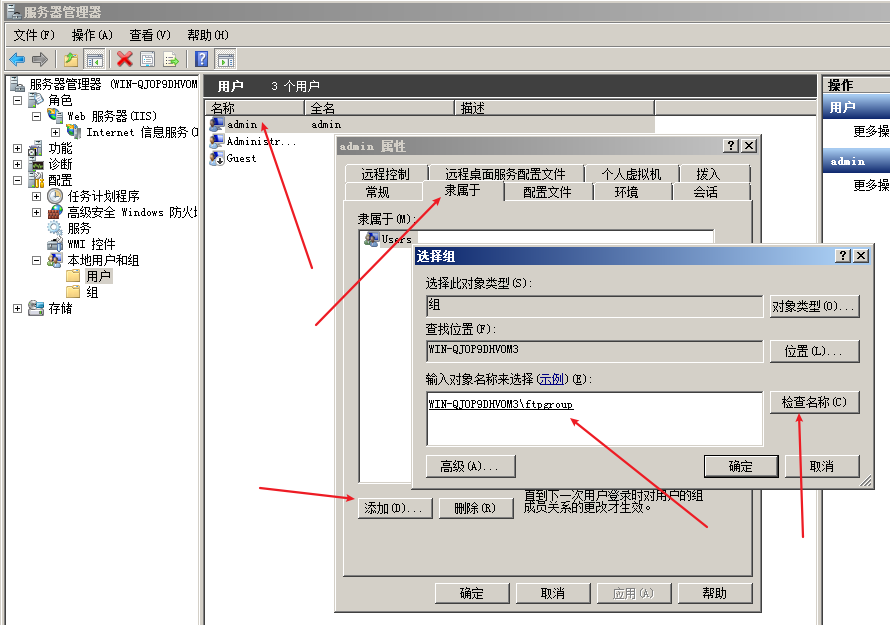 服务器管理器
文件(F) 操作(A) 查看(V) 帮助(H)
服务器管理器 (WIN-QJOP9DHVOM
角色
Web 服务器(IIS)
Internet 信息服务(I
功能
诊断
配置
任务计划程序
高级安全 Windows 防火
服务
WMI 控件
本地用户和组
用户
组
存储
用户 3 个用户
名称 全名 描述
admin admin
Administr...
Guest
操作
用户
更多操
admin
更多操
admin 属性
远程控制 远程桌面服务配置文件 个人虚拟机 拨入
常规 隶属于 配置文件 环境 会话
隶属于(M):
Users
选择组
选择此对象类型(S):
组
对象类型(O)...
查找位置(F):
WIN-QJOP9DHVOM3
位置(L)...
输入对象名称来选择(示例)(E):
WIN-QJOP9DHVOM3\ftpgroup
检查名称(C)
高级(A)... 确定 取消
添加(D)... 删除(R)
直到下一次用户登录时对用户的组
成员关系的更改才生效。
确定 取消 应用(A) 帮助